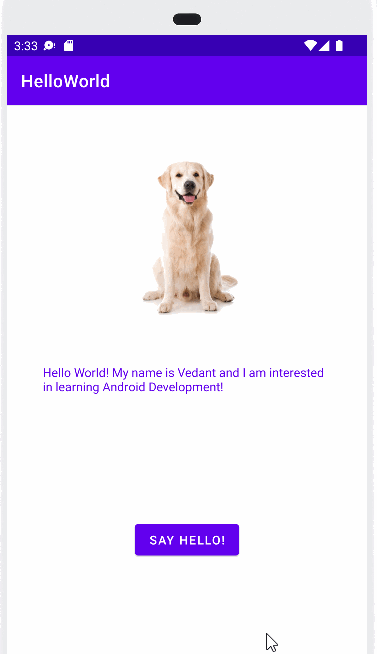 3:33
HelloWorld
Hello World! My name is Vedant and I am interested
in learning Android Development!
SAY HELLO!